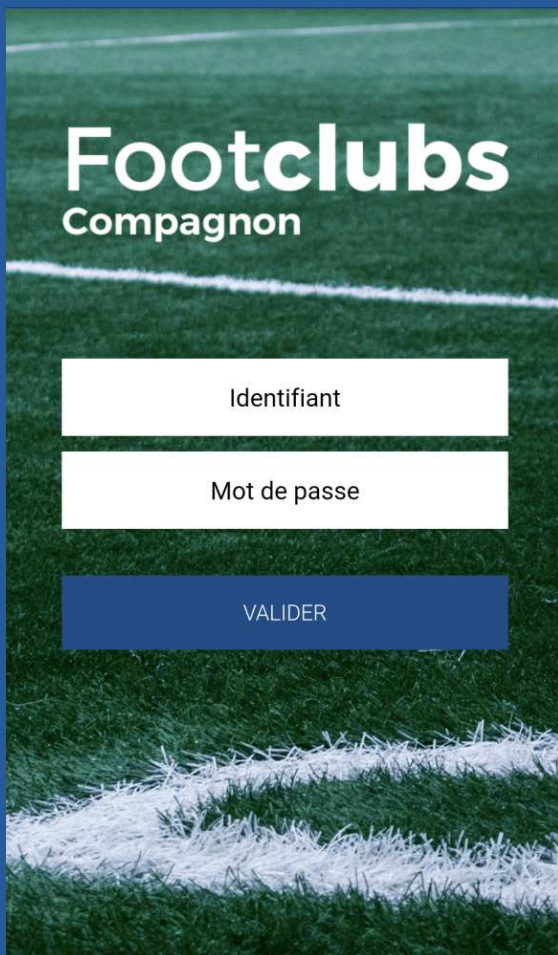 Footclubs
Compagnon
Identifiant
Mot de passe
VALIDER